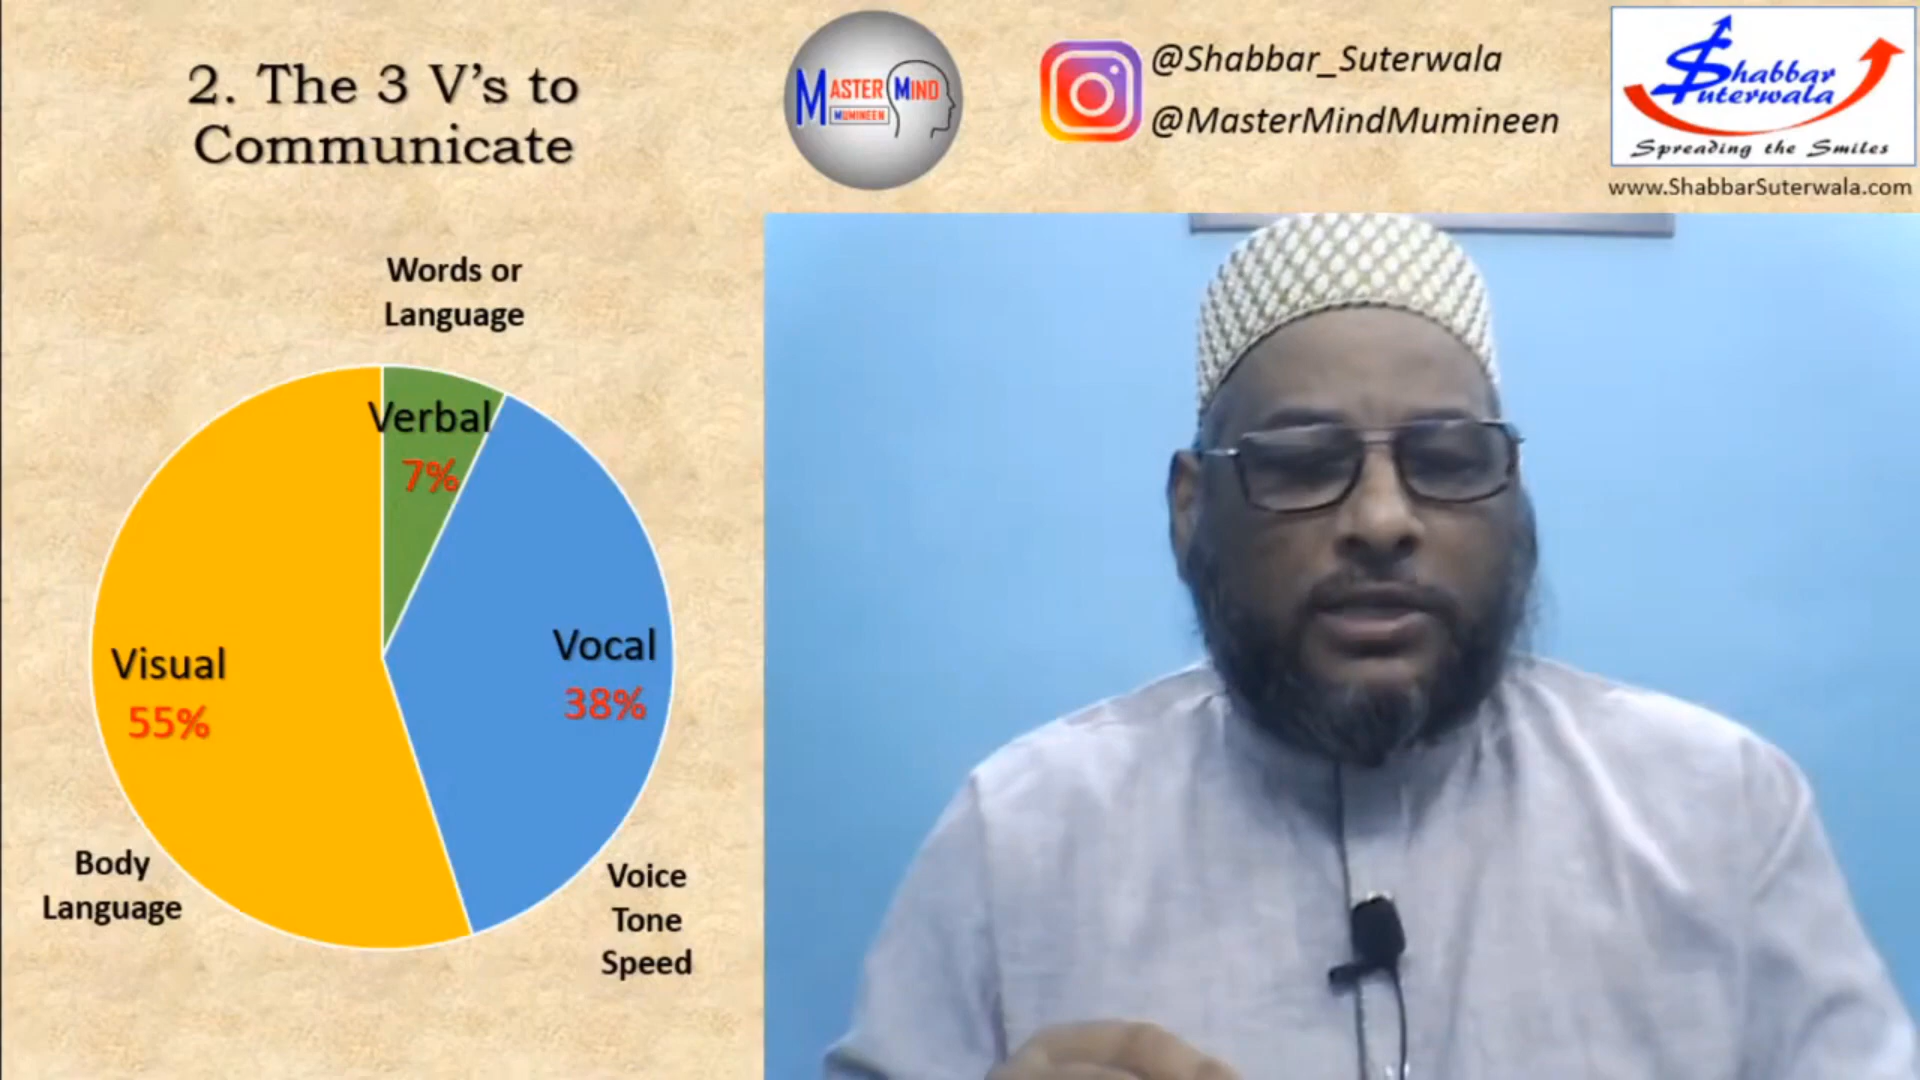 2. The 3 V's to
Communicate
MASTER MIND
MUMINEEN
@Shabbar_Suterwala
@MasterMindMumineen
Shabbar
Suterwala
Spreading the Smiles
www.ShabbarSuterwala.com
Words or
Language
Verbal
7%
Vocal
38%
Visual
55%
Body
Language
Voice
Tone
Speed